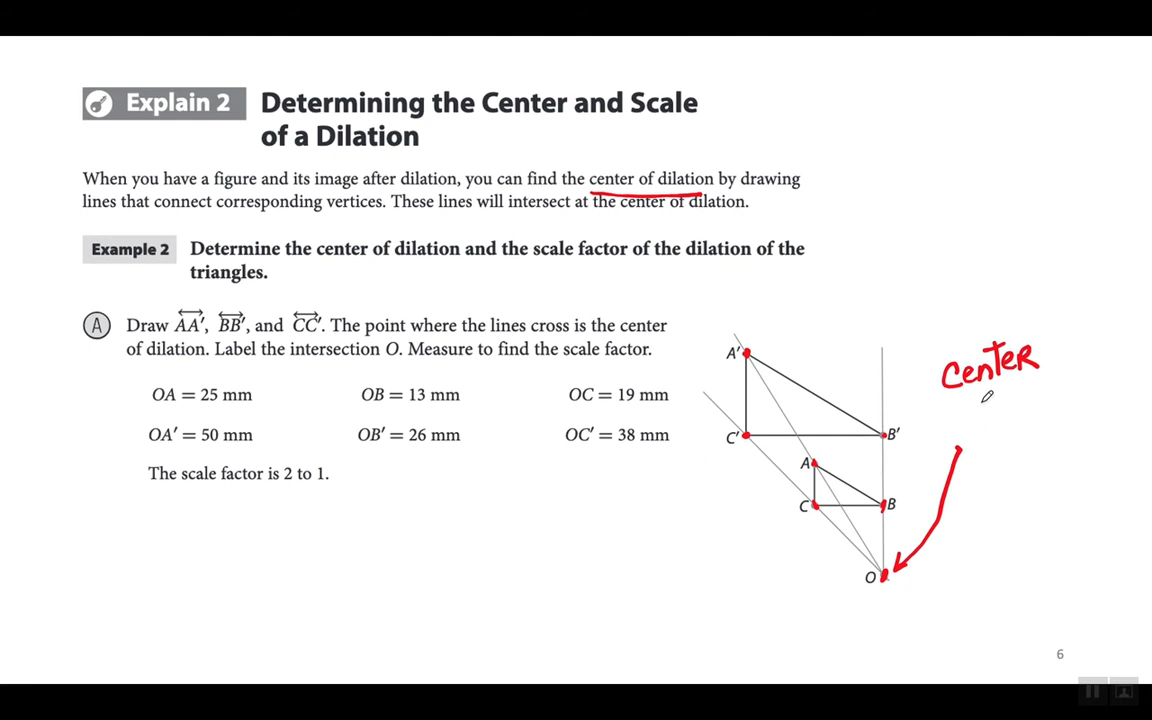 Explain 2 Determining the Center and Scale
of a Dilation
When you have a figure and its image after dilation, you can find the center of dilation by drawing
lines that connect corresponding vertices. These lines will intersect at the center of dilation.
Example 2 Determine the center of dilation and the scale factor of the dilation of the
triangles.
A Draw AA′, BB′, and CC′. The point where the lines cross is the center
of dilation. Label the intersection O. Measure to find the scale factor.
OA = 25 mm OB = 13 mm OC = 19 mm
OA′ = 50 mm OB′ = 26 mm OC′ = 38 mm
The scale factor is 2 to 1.
A′
CenTeR
C′ B′
A
C B
O
6